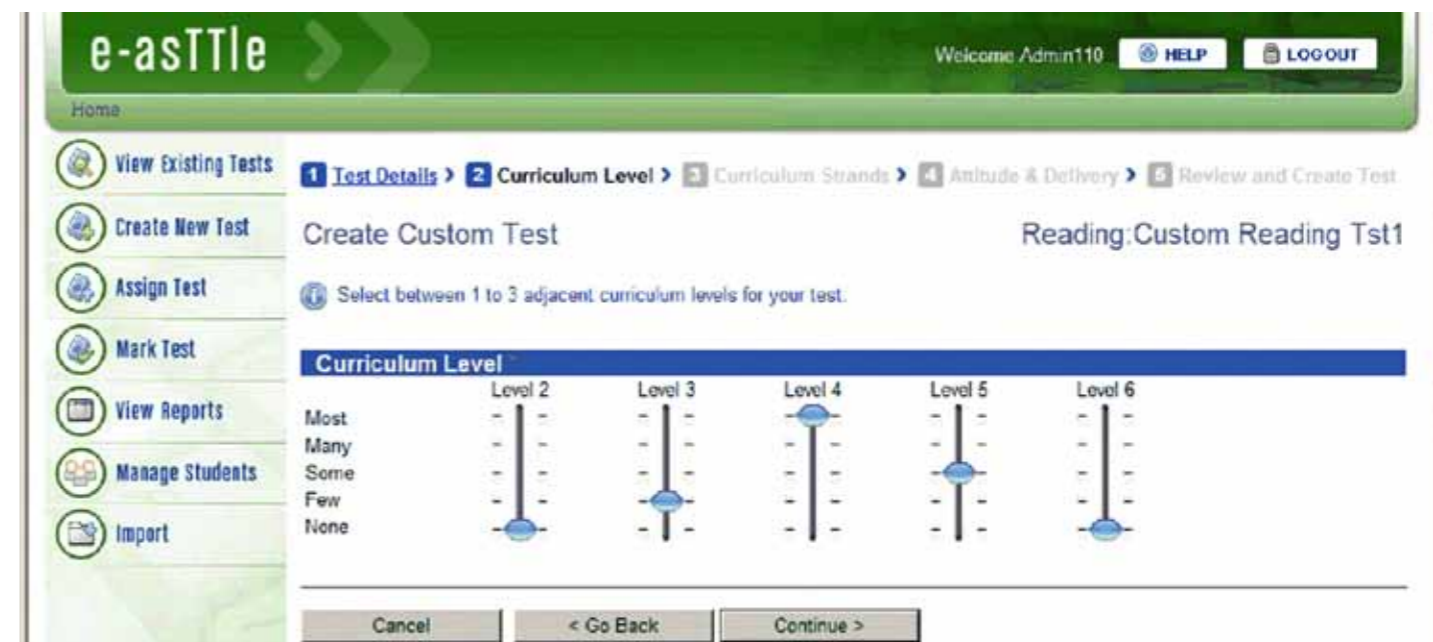 e-asTTle
Welcome Admin110 HELP LOGOUT
Home
View Existing Tests
Create New Test
Assign Test
Mark Test
View Reports
Manage Students
Import
1 Test Details > 2 Curriculum Level > 3 Curriculum Strands > 4 Attitude & Delivery > 5 Review and Create Test
Create Custom Test Reading:Custom Reading Tst1
Select between 1 to 3 adjacent curriculum levels for your test.
Curriculum Level
Level 2 Level 3 Level 4 Level 5 Level 6
Most
Many
Some
Few
None
Cancel < Go Back Continue >